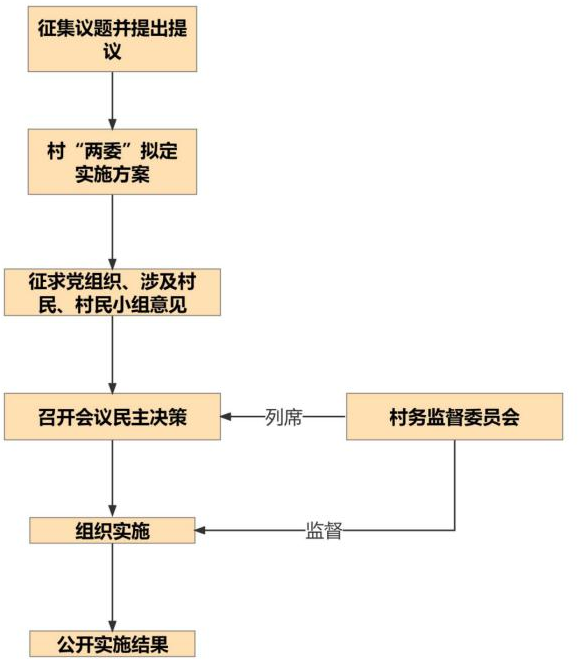 征集议题并提出提
议
村“两委”拟定
实施方案
征求党组织、涉及村
民、村民小组意见
召开会议民主决策
列席
村务监督委员会
组织实施
监督
公开实施结果